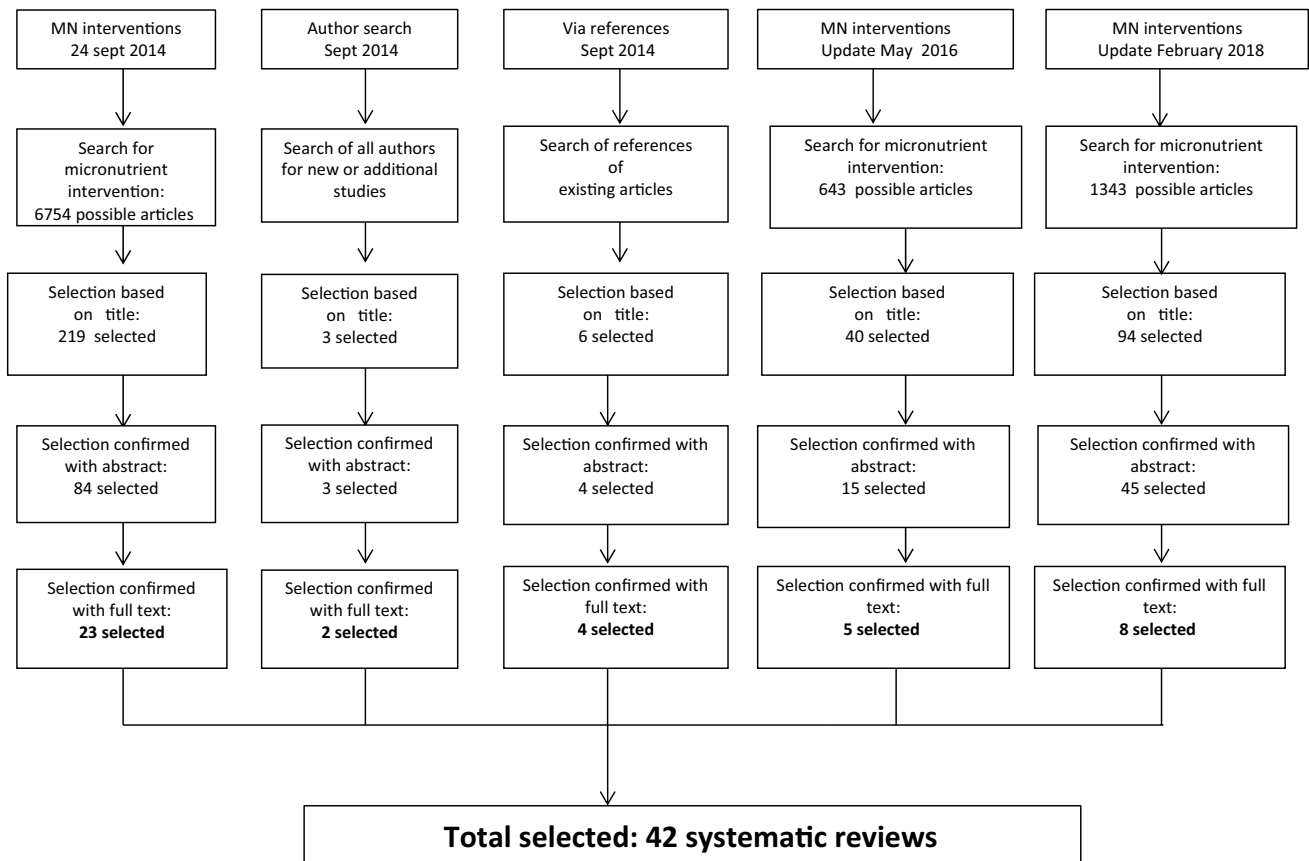 MN interventions
24 sept 2014
Author search
Sept 2014
Via references
Sept 2014
MN interventions
Update May 2016
MN interventions
Update February 2018
Search for
micronutrient
intervention:
6754 possible articles
Search of all authors
for new or additional
studies
Search of references
of
existing articles
Search for micronutrient
intervention:
643 possible articles
Search for micronutrient
intervention:
1343 possible articles
Selection based
on title:
219 selected
Selection based
on title:
3 selected
Selection based
on title:
6 selected
Selection based
on title:
40 selected
Selection based
on title:
94 selected
Selection confirmed
with abstract:
84 selected
Selection confirmed
with abstract:
3 selected
Selection confirmed with
abstract:
4 selected
Selection confirmed with
abstract:
15 selected
Selection confirmed with
abstract:
45 selected
Selection confirmed
with full text:
23 selected
Selection confirmed
with full text:
2 selected
Selection confirmed with
full text:
4 selected
Selection confirmed with full
text:
5 selected
Selection confirmed with full
text:
8 selected
Total selected: 42 systematic reviews